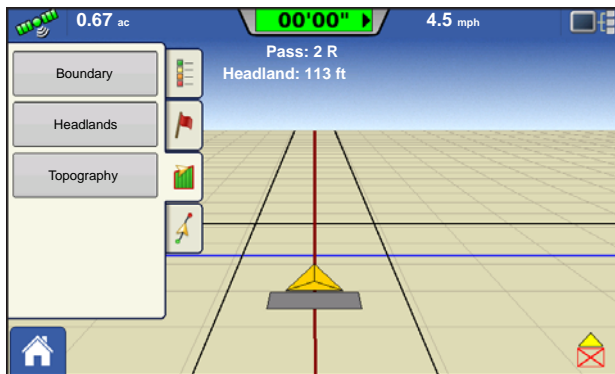 0.67 ac
00'00"
4.5 mph
Pass: 2 R
Headland: 113 ft
Boundary
Headlands
Topography